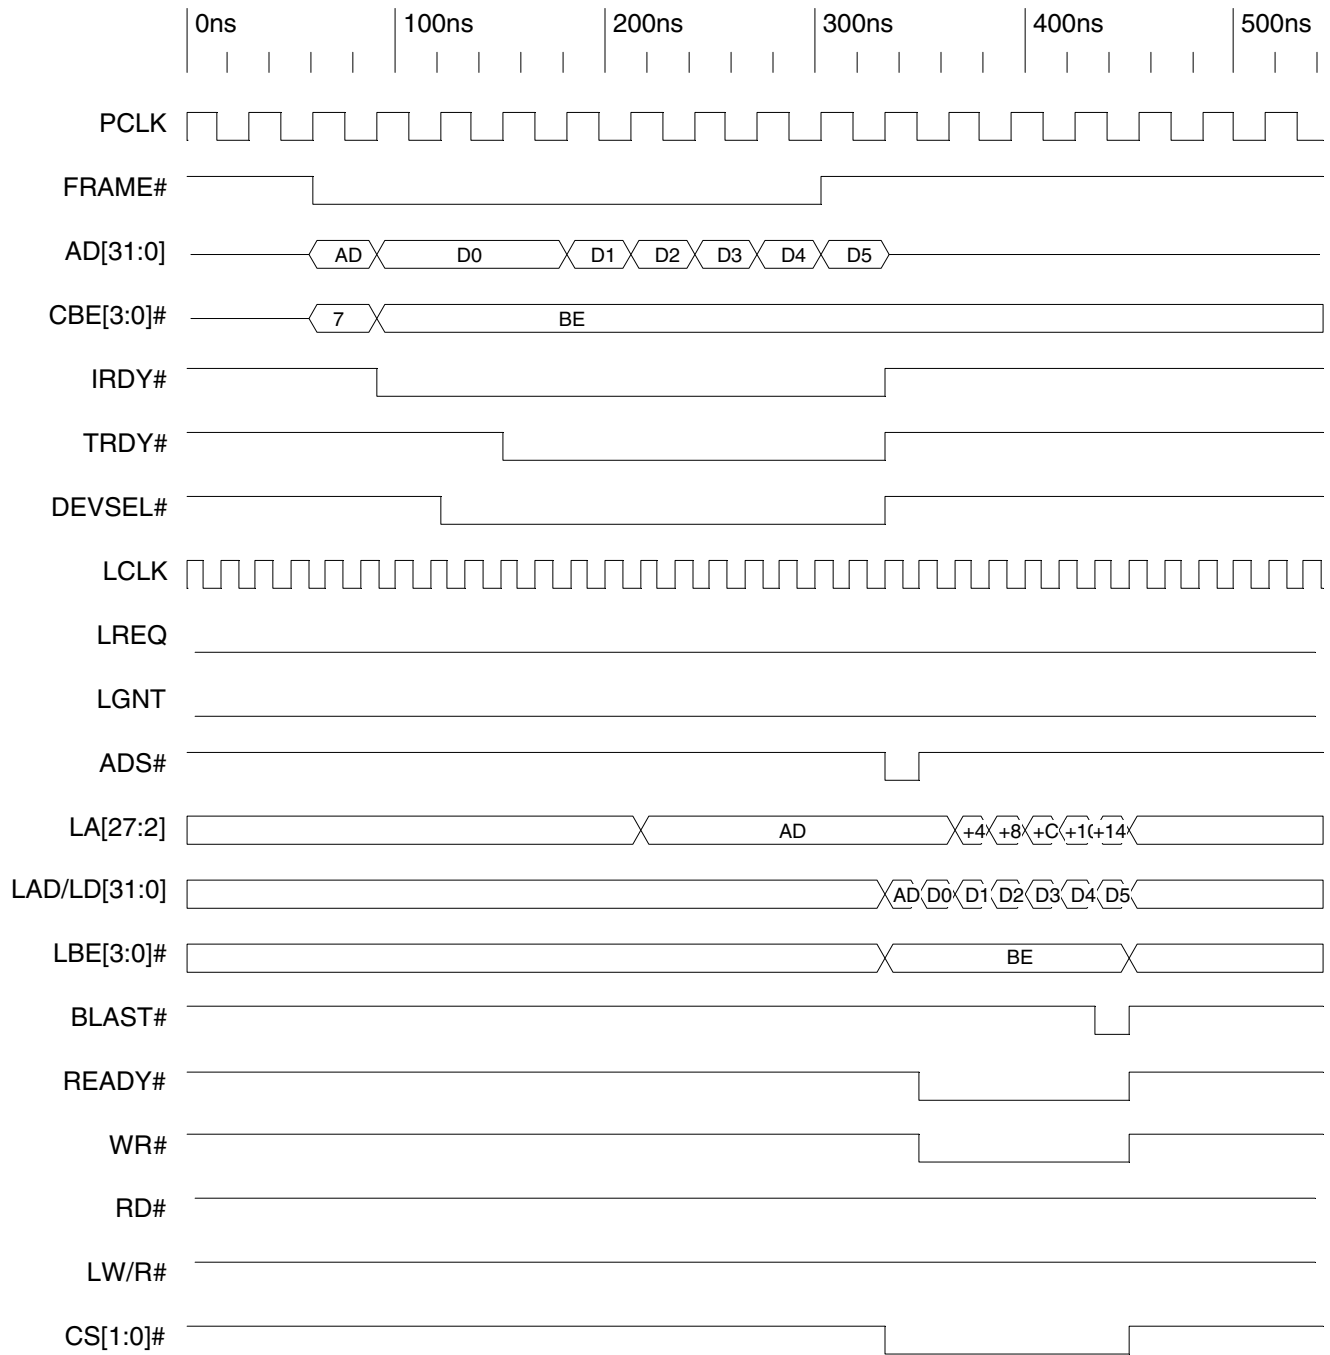 0ns 100ns 200ns 300ns 400ns 500ns
PCLK
FRAME#
AD[31:0] AD D0 D1 D2 D3 D4 D5
CBE[3:0]# 7 BE
IRDY#
TRDY#
DEVSEL#
LCLK
LREQ
LGNT
ADS#
LA[27:2] AD +4 +8 +C +10 +14
LAD/LD[31:0] AD D0 D1 D2 D3 D4 D5
LBE[3:0]# BE
BLAST#
READY#
WR#
RD#
LW/R#
CS[1:0]#